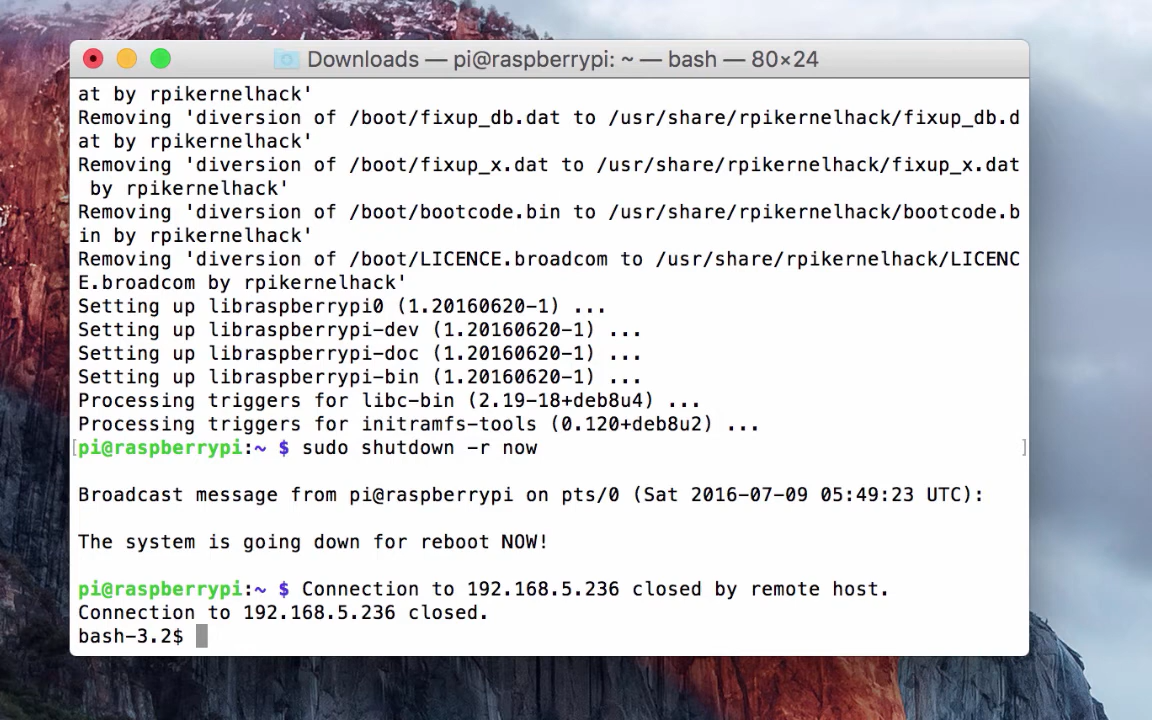 Downloads — pi@raspberrypi: ~ — bash — 80×24
at by rpikernelhack'
Removing 'diversion of /boot/fixup_db.dat to /usr/share/rpikernelhack/fixup_db.d
at by rpikernelhack'
Removing 'diversion of /boot/fixup_x.dat to /usr/share/rpikernelhack/fixup_x.dat
 by rpikernelhack'
Removing 'diversion of /boot/bootcode.bin to /usr/share/rpikernelhack/bootcode.b
in by rpikernelhack'
Removing 'diversion of /boot/LICENCE.broadcom to /usr/share/rpikernelhack/LICENC
E.broadcom by rpikernelhack'
Setting up libraspberrypi0 (1.20160620-1) ...
Setting up libraspberrypi-dev (1.20160620-1) ...
Setting up libraspberrypi-doc (1.20160620-1) ...
Setting up libraspberrypi-bin (1.20160620-1) ...
Processing triggers for libc-bin (2.19-18+deb8u4) ...
Processing triggers for initramfs-tools (0.120+deb8u2) ...
[pi@raspberrypi:~ $ sudo shutdown -r now ]
Broadcast message from pi@raspberrypi on pts/0 (Sat 2016-07-09 05:49:23 UTC):
The system is going down for reboot NOW!
pi@raspberrypi:~ $ Connection to 192.168.5.236 closed by remote host.
Connection to 192.168.5.236 closed.
bash-3.2$